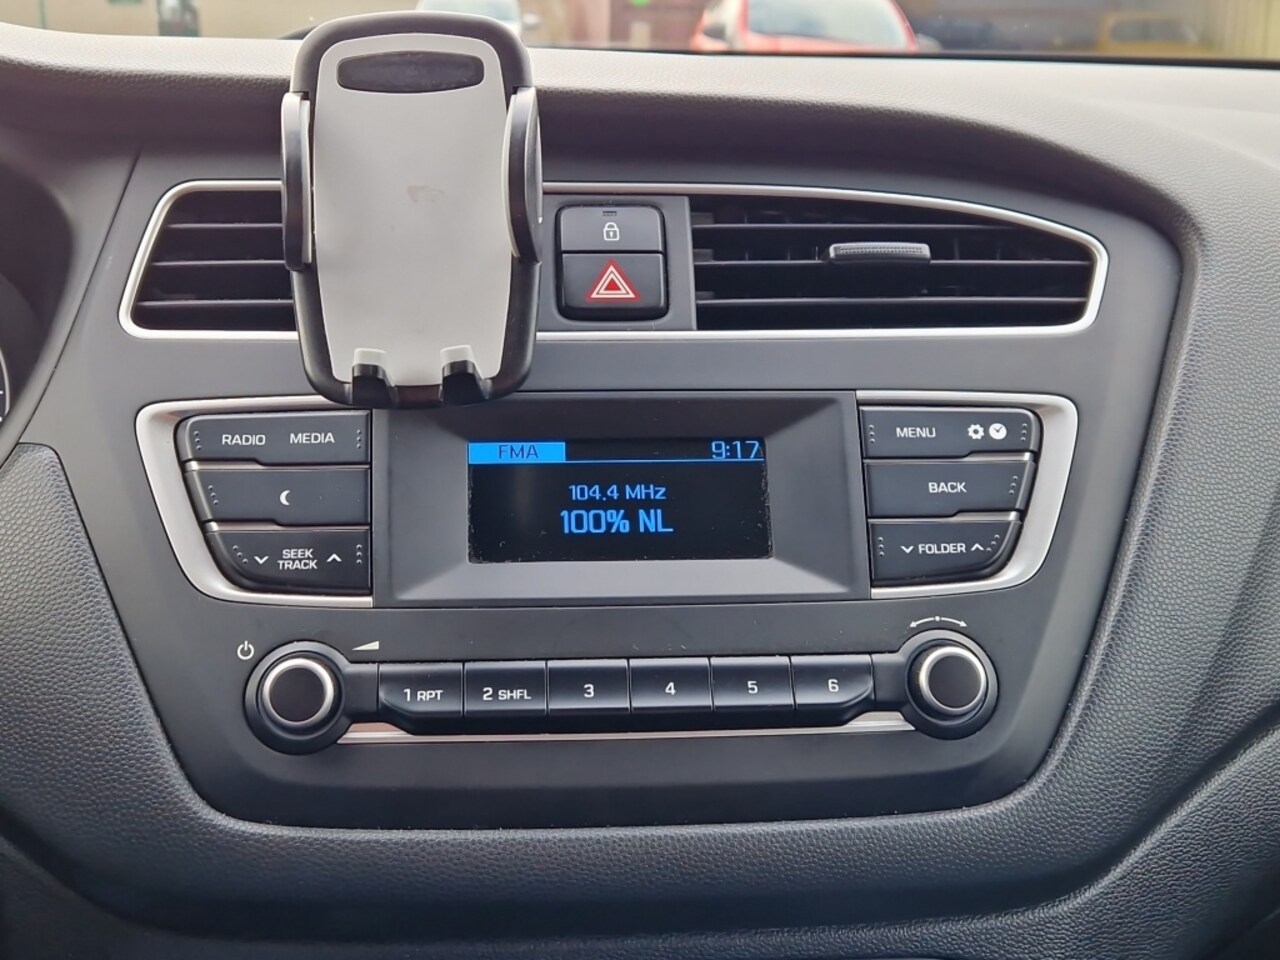 RADIO MEDIA
SEEK
TRACK
FMA 9:17
104.4 MHz
100% NL
MENU
BACK
FOLDER
1 RPT 2 SHFL 3 4 5 6